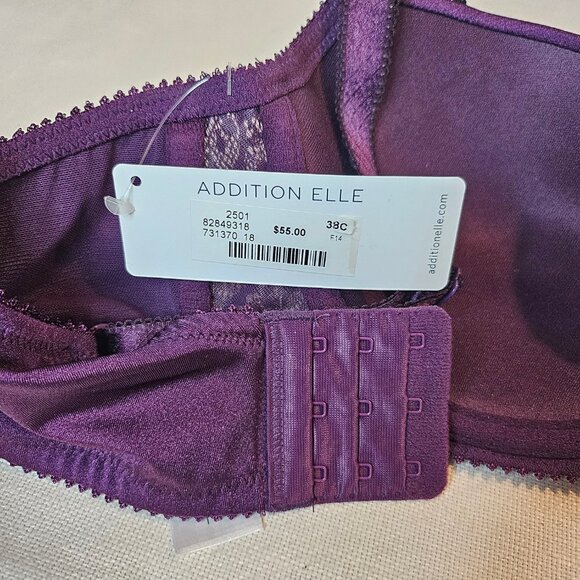 ADDITION ELLE
2501
82849318 $55.00 38C
731370 18 F14
additionelle.com